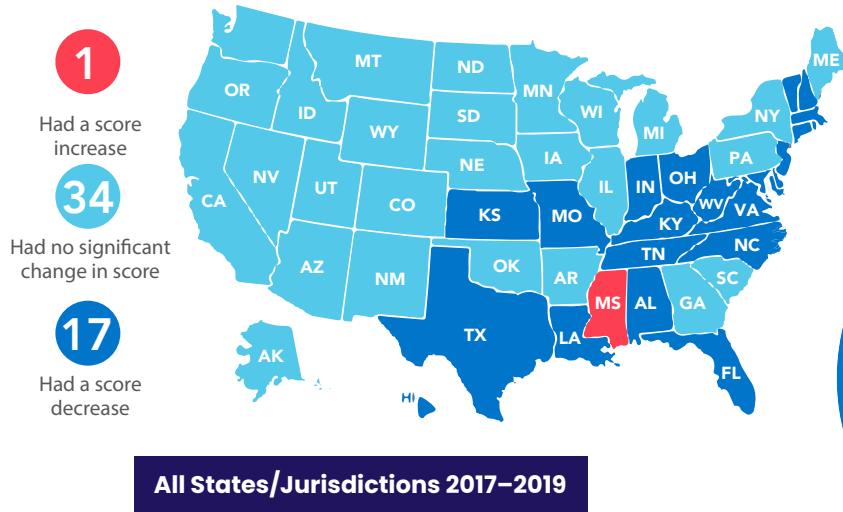 1
Had a score
increase
34
Had no significant
change in score
17
Had a score
decrease
MT
ND
MN
ME
OR
ID
SD
WI
NY
WY
MI
PA
NE
IA
NV
UT
CO
IL
IN
OH
CA
KS
MO
WV
VA
KY
AZ
NM
OK
AR
TN
NC
SC
MS
AL
GA
TX
LA
AK
FL
HI
All States/Jurisdictions 2017–2019